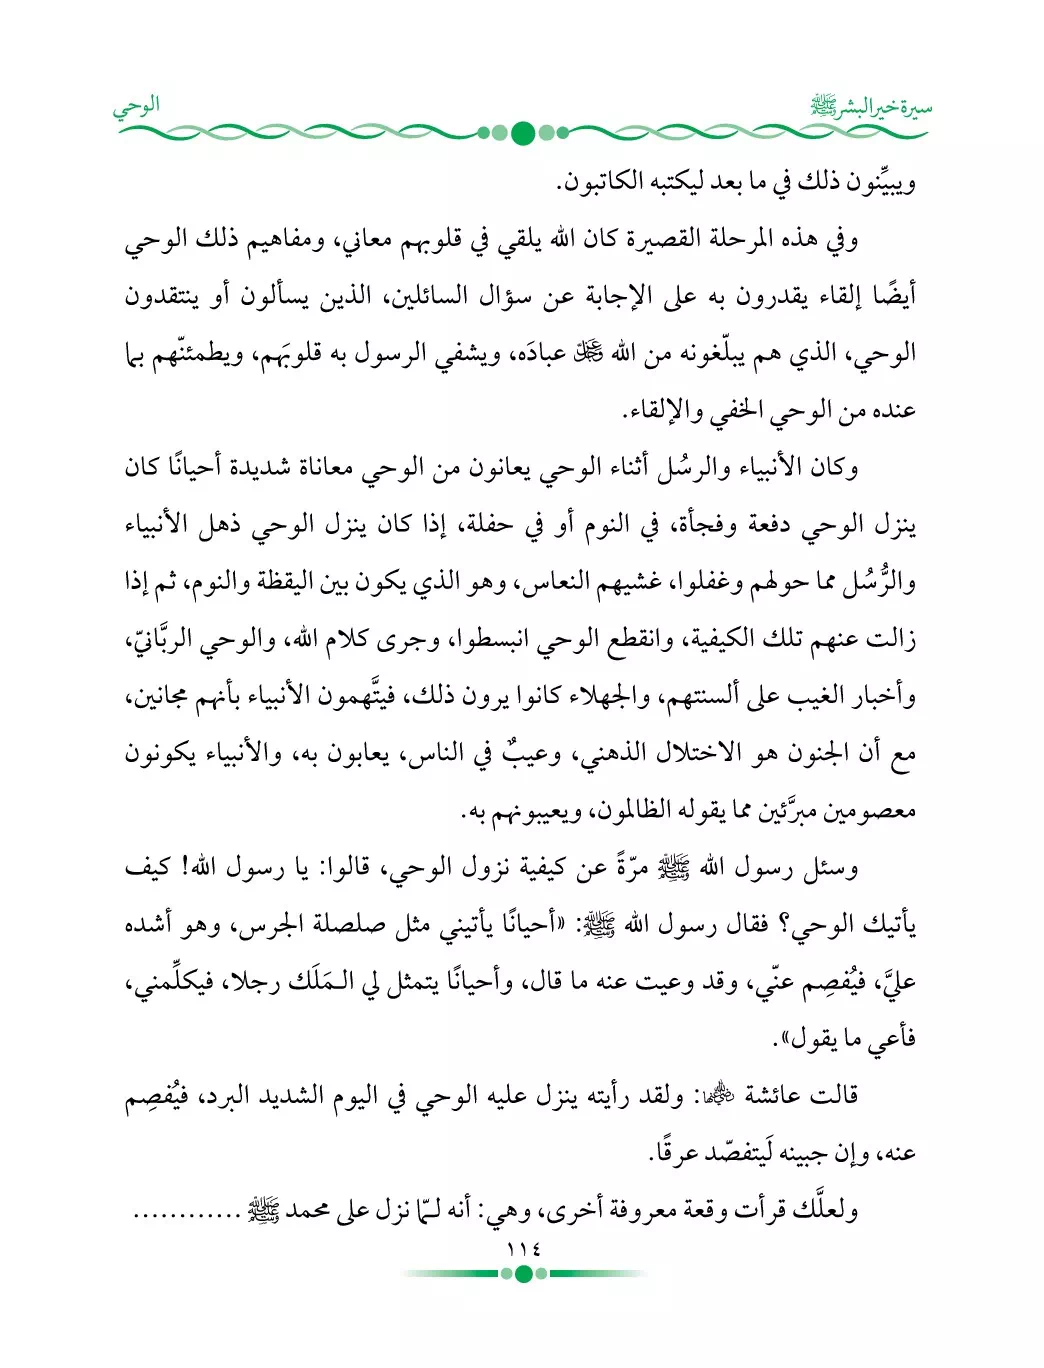 سيرة خير البشر ﷺ
الوحي
ويبيِّنون ذلك في ما بعد ليكتبه الكاتبون.
وفي هذه المرحلة القصيرة كان الله يلقي في قلوبهم معاني، ومفاهيم ذلك الوحي
أيضًا إلقاء يقدرون به على الإجابة عن سؤال السائلين، الذين يسألون أو ينتقدون
الوحي، الذي هم يبلّغونه من الله عَزَّوَجَلَّ عبادَه، ويشفي الرسول به قلوبَهم، ويطمئنّهم بما
عنده من الوحي الخفي والإلقاء.
وكان الأنبياء والرسُل أثناء الوحي يعانون من الوحي معاناة شديدة أحيانًا كان
ينزل الوحي دفعة وفجأة، في النوم أو في حفلة، إذا كان ينزل الوحي ذهل الأنبياء
والرُّسُل مما حولهم وغفلوا، غشيهم النعاس، وهو الذي يكون بين اليقظة والنوم، ثم إذا
زالت عنهم تلك الكيفية، وانقطع الوحي انبسطوا، وجرى كلام الله، والوحي الربَّانيّ،
وأخبار الغيب على ألسنتهم، والجهلاء كانوا يرون ذلك، فيتَّهمون الأنبياء بأنهم مجانين،
مع أن الجنون هو الاختلال الذهني، وعيبٌ في الناس، يعابون به، والأنبياء يكونون
معصومين مبرَّئين مما يقوله الظالمون، ويعيبونهم به.
وسئل رسول الله ﷺ مرّةً عن كيفية نزول الوحي، قالوا: يا رسول الله! كيف
يأتيك الوحي؟ فقال رسول الله ﷺ: «أحيانًا يأتيني مثل صلصلة الجرس، وهو أشده
عليَّ، فيُفصِم عنّي، وقد وعيت عنه ما قال، وأحيانًا يتمثل لي الـمَلَك رجلا، فيكلِّمني،
فأعي ما يقول».
قالت عائشة رضي الله عنها: ولقد رأيته ينزل عليه الوحي في اليوم الشديد البرد، فيُفصِم
عنه، وإن جبينه لَيتفصّد عرقًا.
ولعلَّك قرأت وقعة معروفة أخرى، وهي: أنه لـمّا نزل على محمد ﷺ ............
١١٤